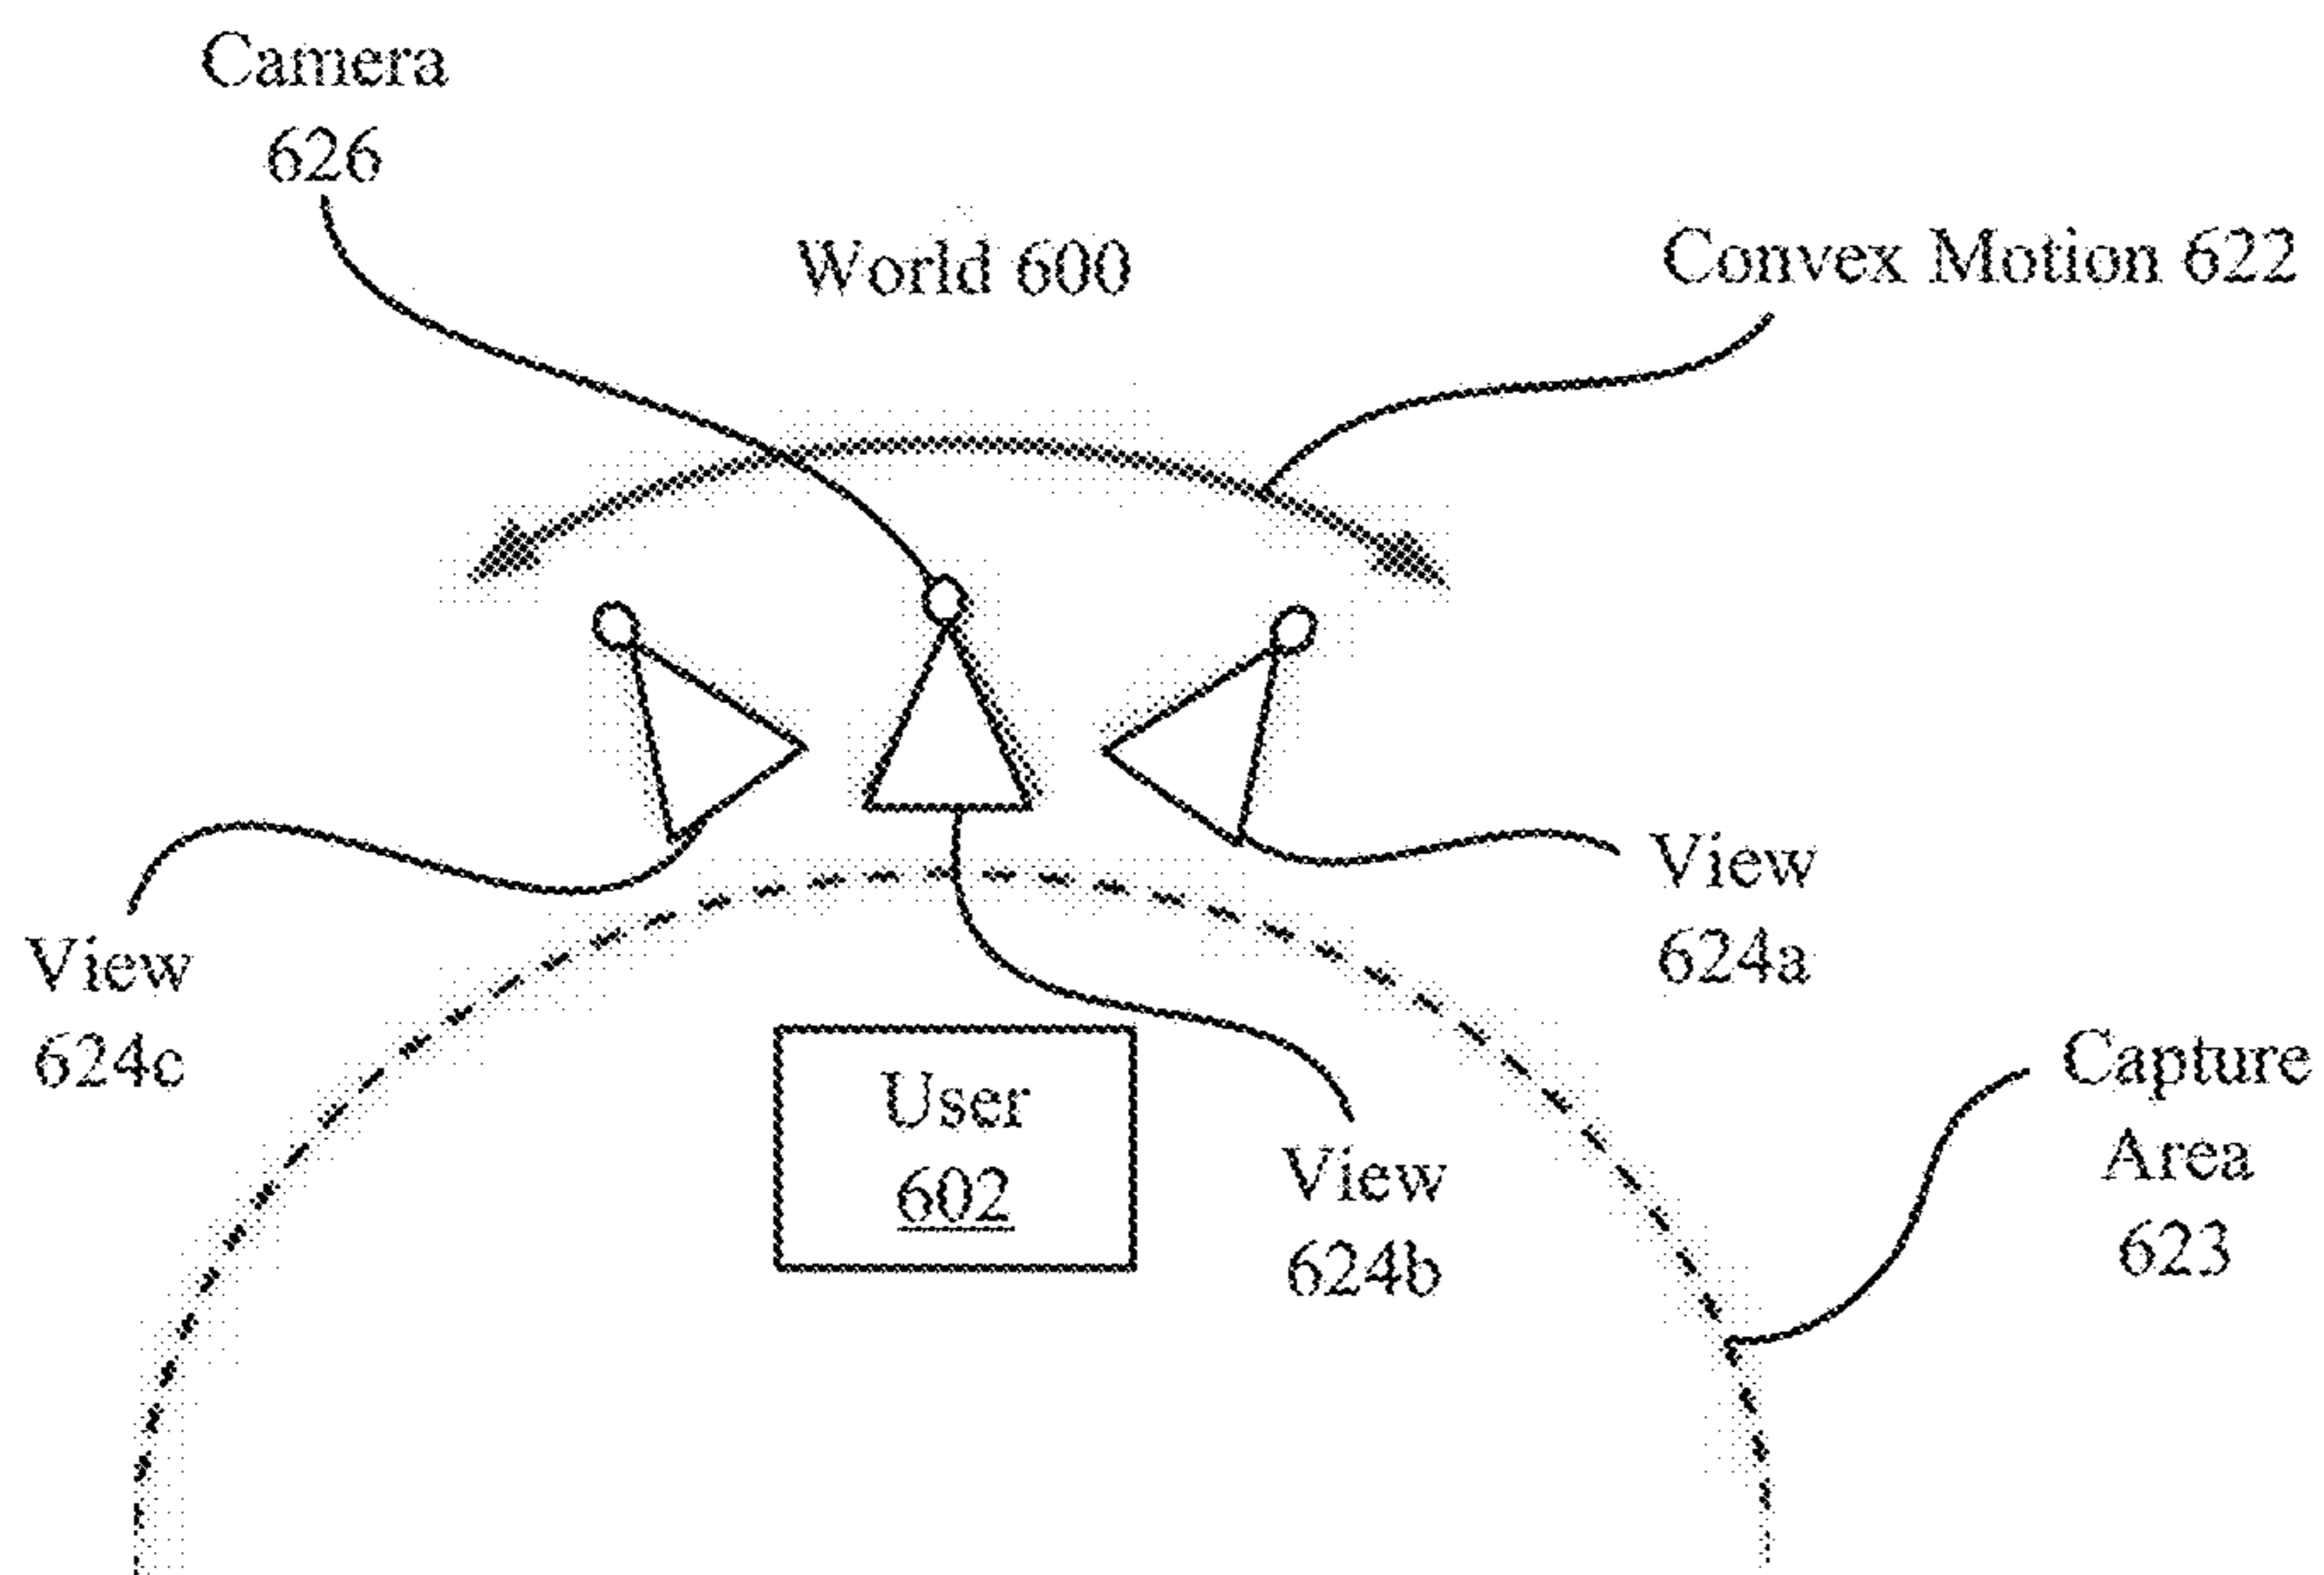 Camera
626
World 600
Convex Motion 622
View
624a
View
624c
Capture
Area
623
User
602
View
624b